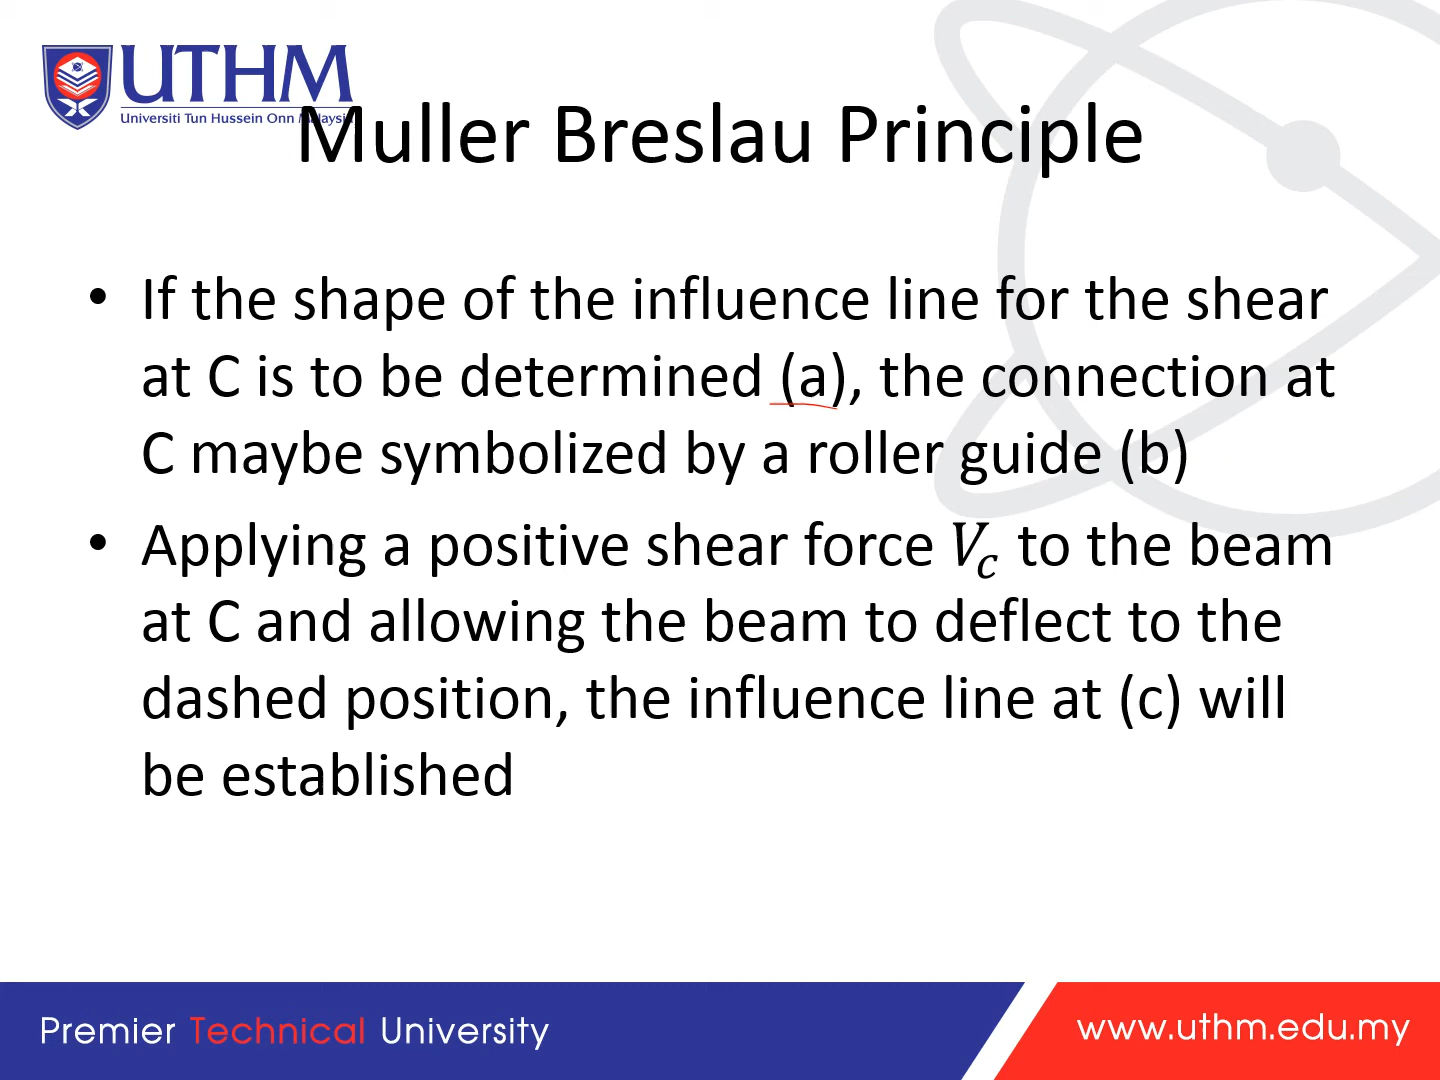 UTHM
Universiti Tun Hussein Onn Malaysia
Muller Breslau Principle
• If the shape of the influence line for the shear
at C is to be determined (a), the connection at
C maybe symbolized by a roller guide (b)
• Applying a positive shear force V_c to the beam
at C and allowing the beam to deflect to the
dashed position, the influence line at (c) will
be established
Premier Technical University
www.uthm.edu.my